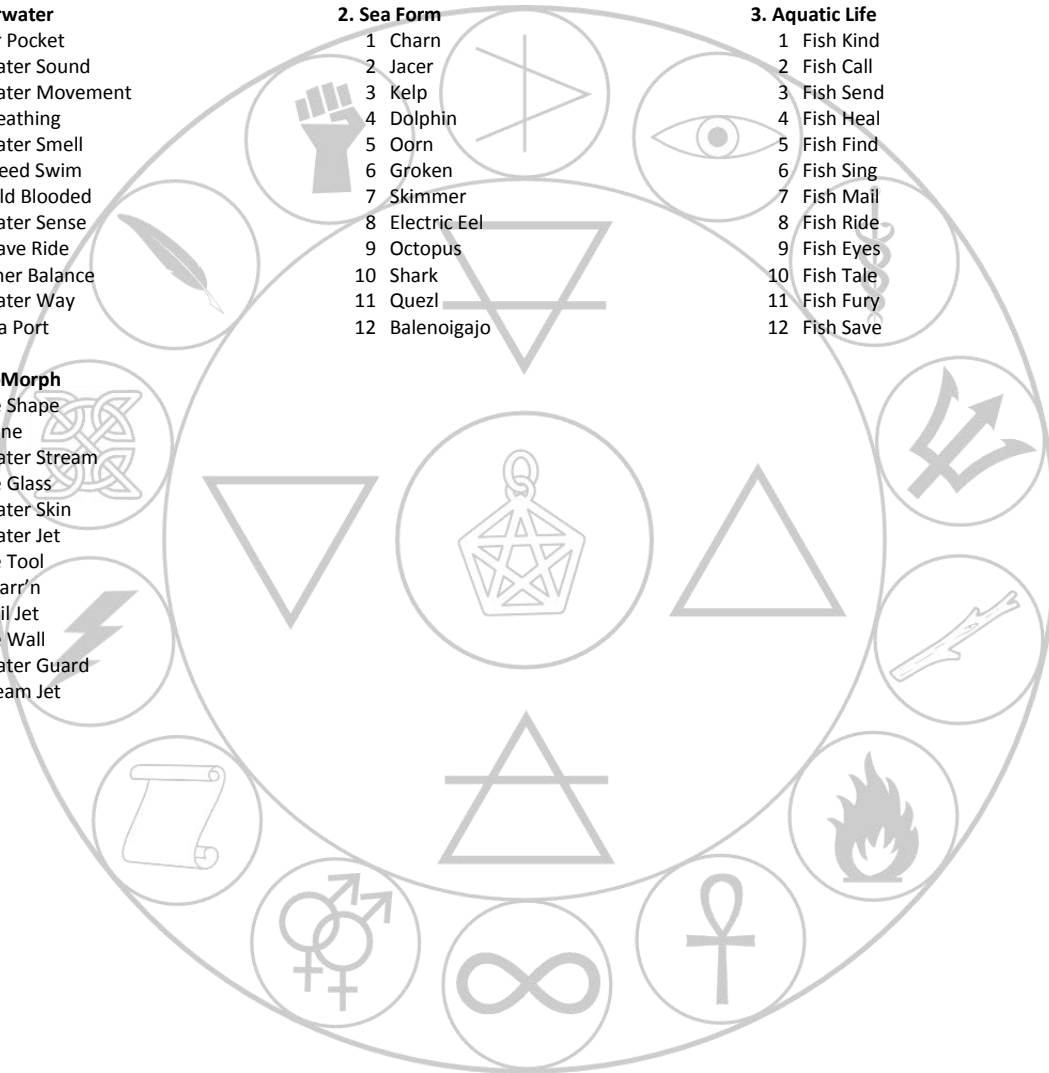 rwater
r Pocket
ater Sound
ater Movement
eathing
ater Smell
eed Swim
ld Blooded
ater Sense
ave Ride
ner Balance
ater Way
a Port
2. Sea Form
1 Charn
2 Jacer
3 Kelp
4 Dolphin
5 Oorn
6 Groken
7 Skimmer
8 Electric Eel
9 Octopus
10 Shark
11 Quezl
12 Balenoigajo
3. Aquatic Life
1 Fish Kind
2 Fish Call
3 Fish Send
4 Fish Heal
5 Fish Find
6 Fish Sing
7 Fish Mail
8 Fish Ride
9 Fish Eyes
10 Fish Tale
11 Fish Fury
12 Fish Save
-Morph
e Shape
ne
ater Stream
e Glass
ater Skin
ater Jet
e Tool
arr’n
il Jet
e Wall
ater Guard
eam Jet